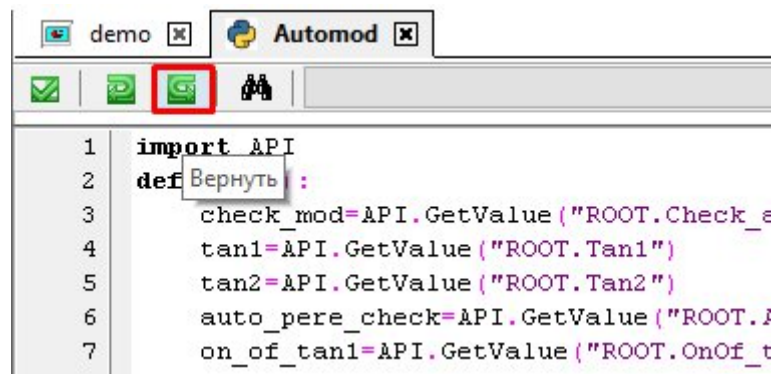 demo Automod
1 import API
2 def Вернуть :
3 check_mod=API.GetValue("ROOT.Check_a
4 tan1=API.GetValue("ROOT.Tan1")
5 tan2=API.GetValue("ROOT.Tan2")
6 auto_pere_check=API.GetValue("ROOT.A
7 on_of_tan1=API.GetValue("ROOT.OnOf_t